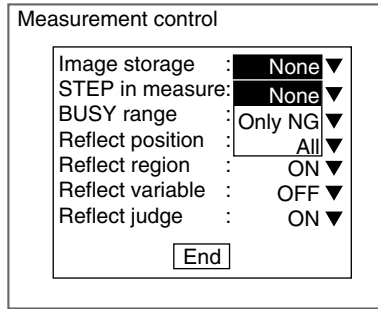 Measurement control
Image storage : None ▼
STEP in measure: None ▼
BUSY range : Only NG ▼
Reflect position : All ▼
Reflect region : ON ▼
Reflect variable : OFF ▼
Reflect judge : ON ▼
End